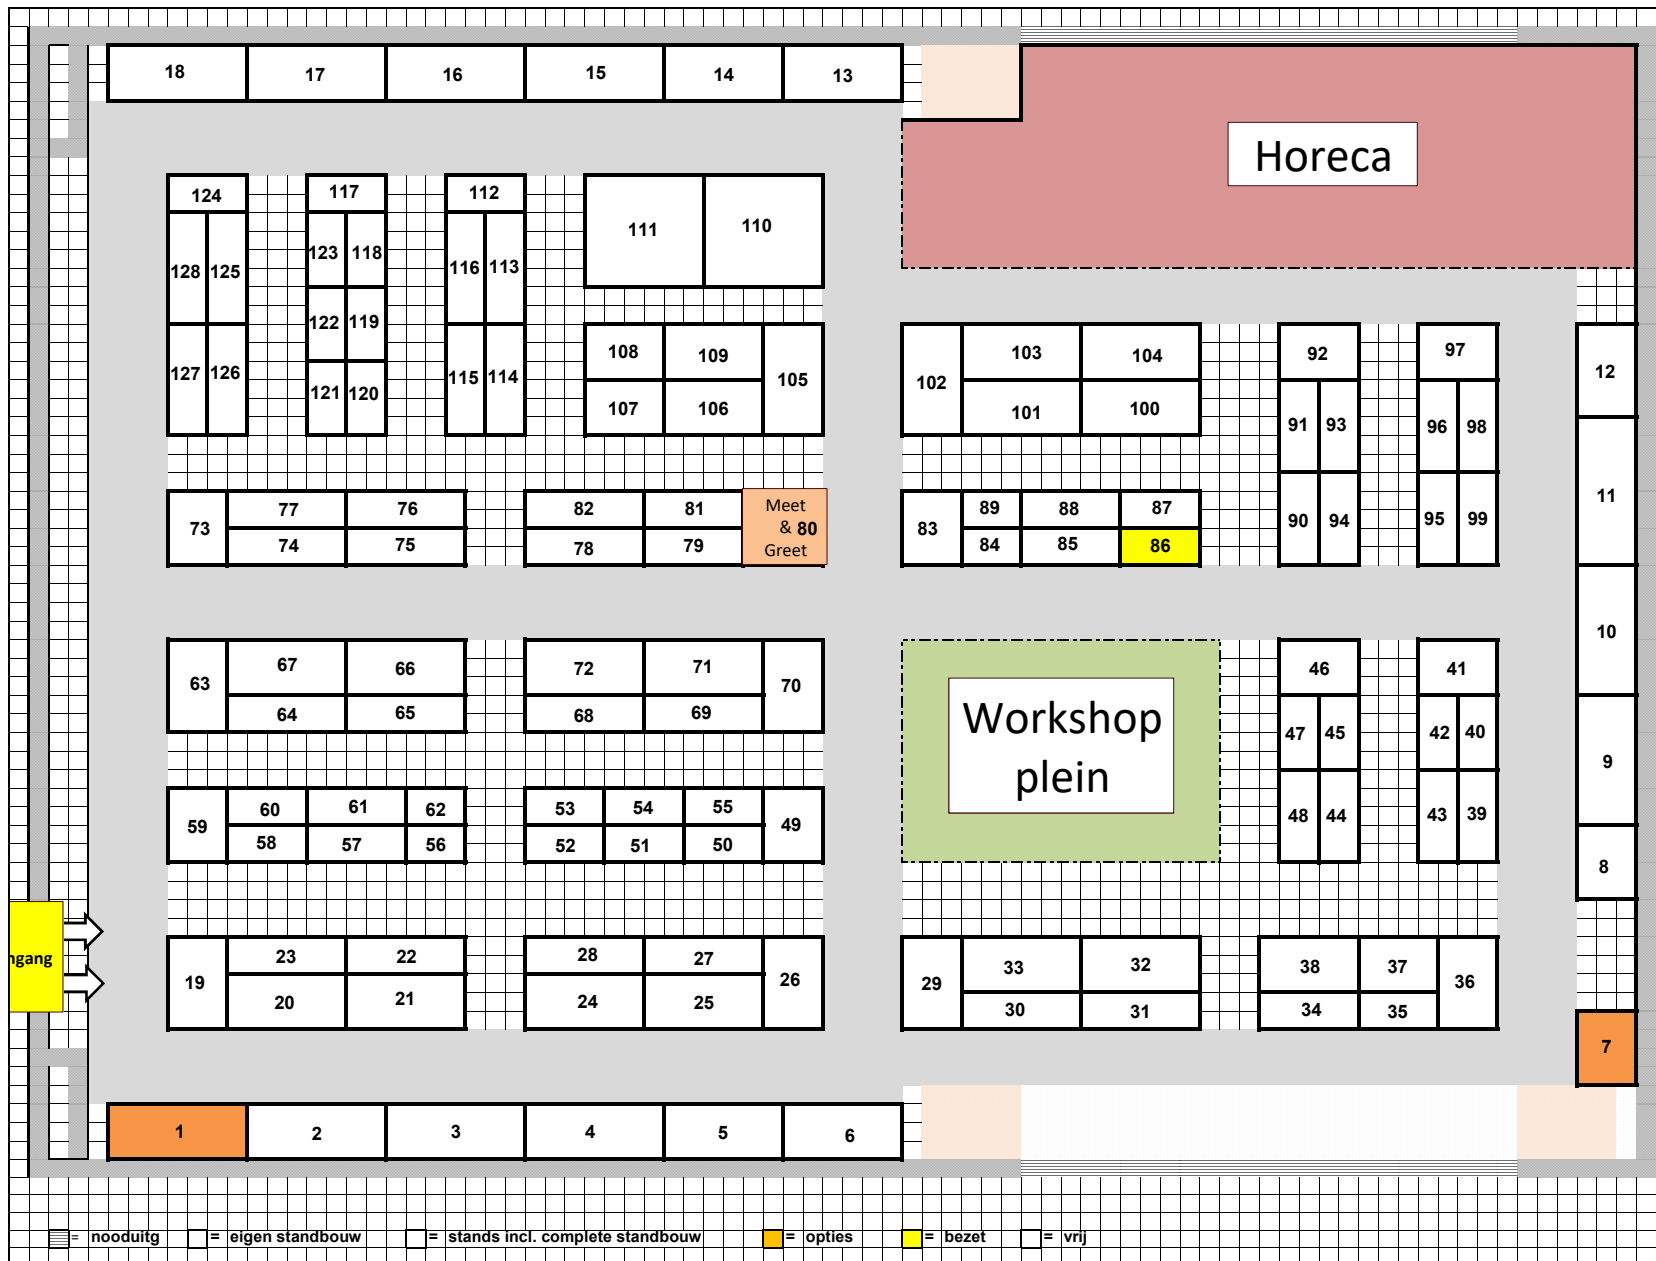 18 17 16 15 14 13
Horeca
124 117 112
111 110
123 118
128 125 116 113
122 119
108 109
103 104 92 97
127 126 121 120 115 114 105 102 12
107 106 101 100
91 93 96 98
11
77 76 82 81 Meet 89 88 87
73 & 80 83 90 94 95 99
74 75 78 79 Greet 84 85 86
10
67 66 72 71 46 41
63 70
64 65 68 69 Workshop 47 45 42 40
plein 9
60 61 62 53 54 55
59 49 48 44 43 39
58 57 56 52 51 50
8
ngang
23 22 28 27 33 32 38 37
19 26 29 36
20 21 24 25 30 31 34 35
7
1 2 3 4 5 6
= nooduitg = eigen standbouw = stands incl. complete standbouw = opties = bezet = vrij